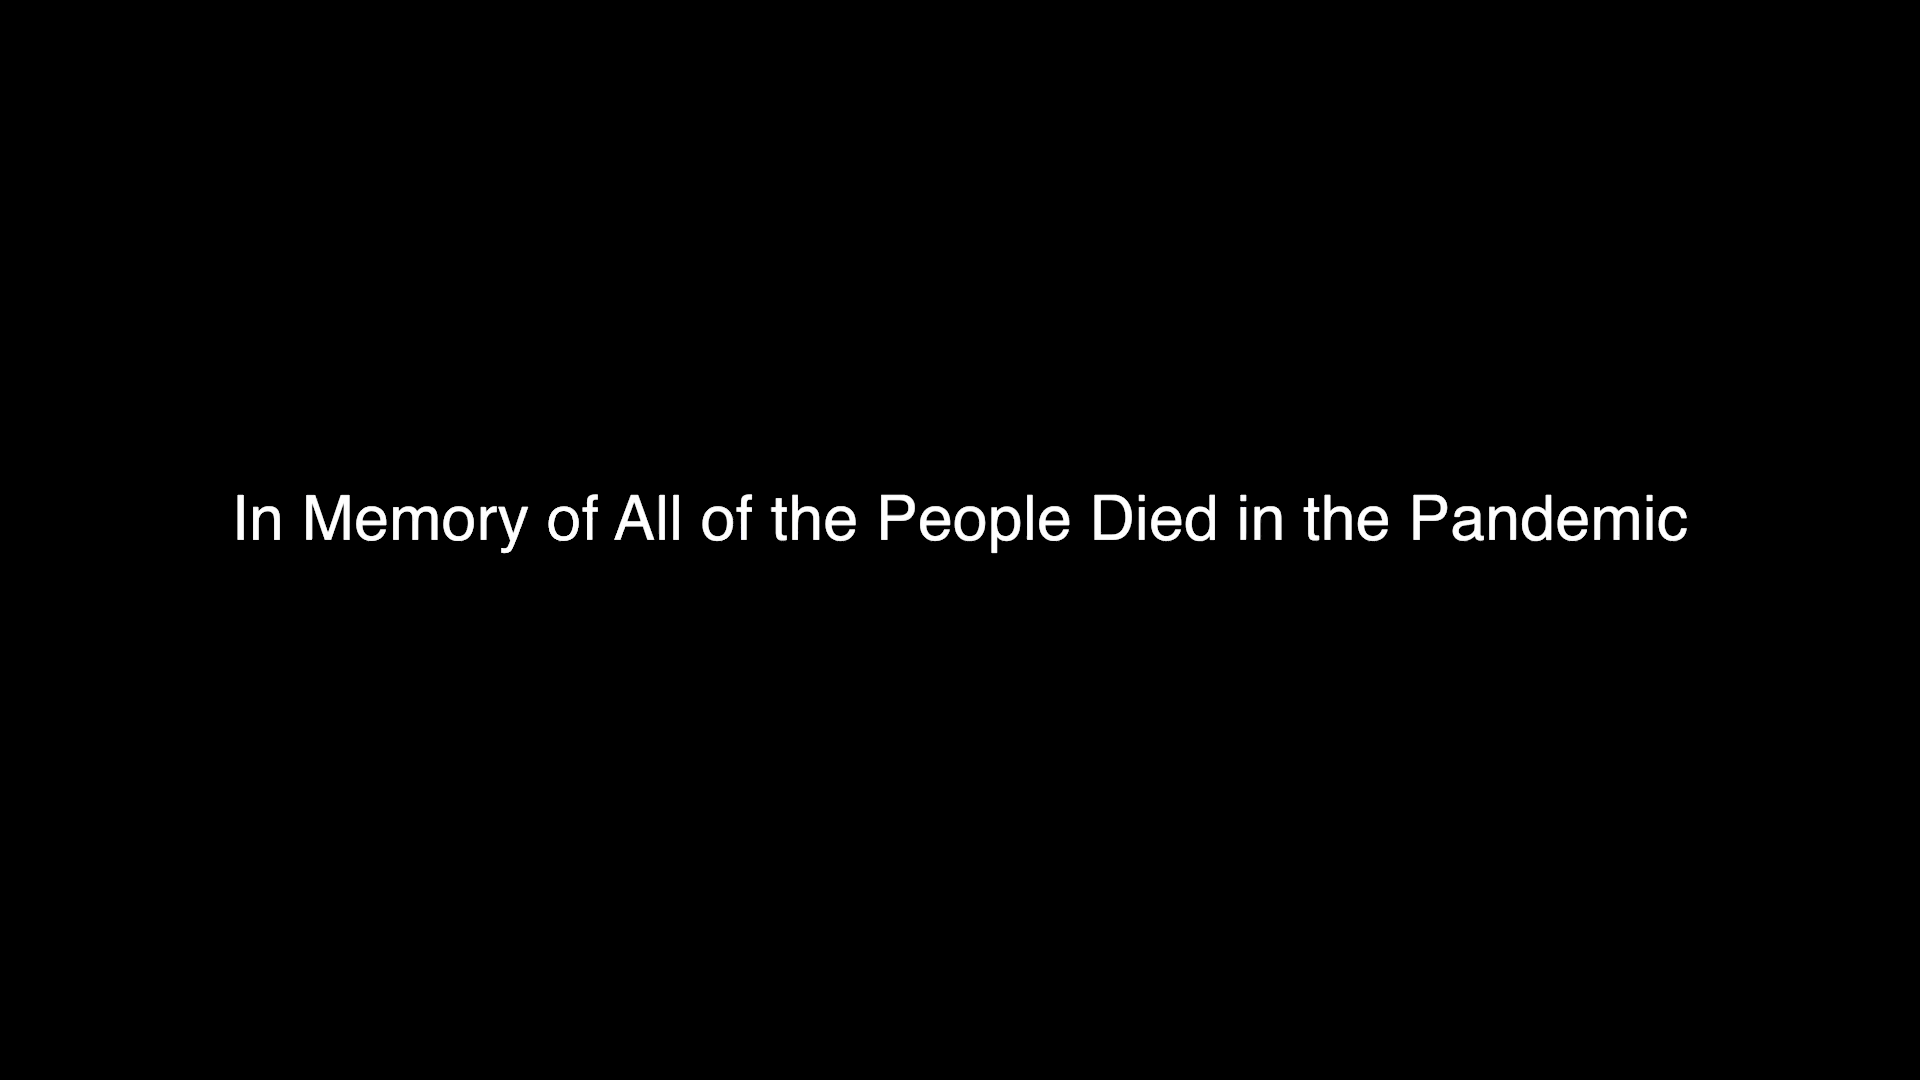 In Memory of All of the People Died in the Pandemic